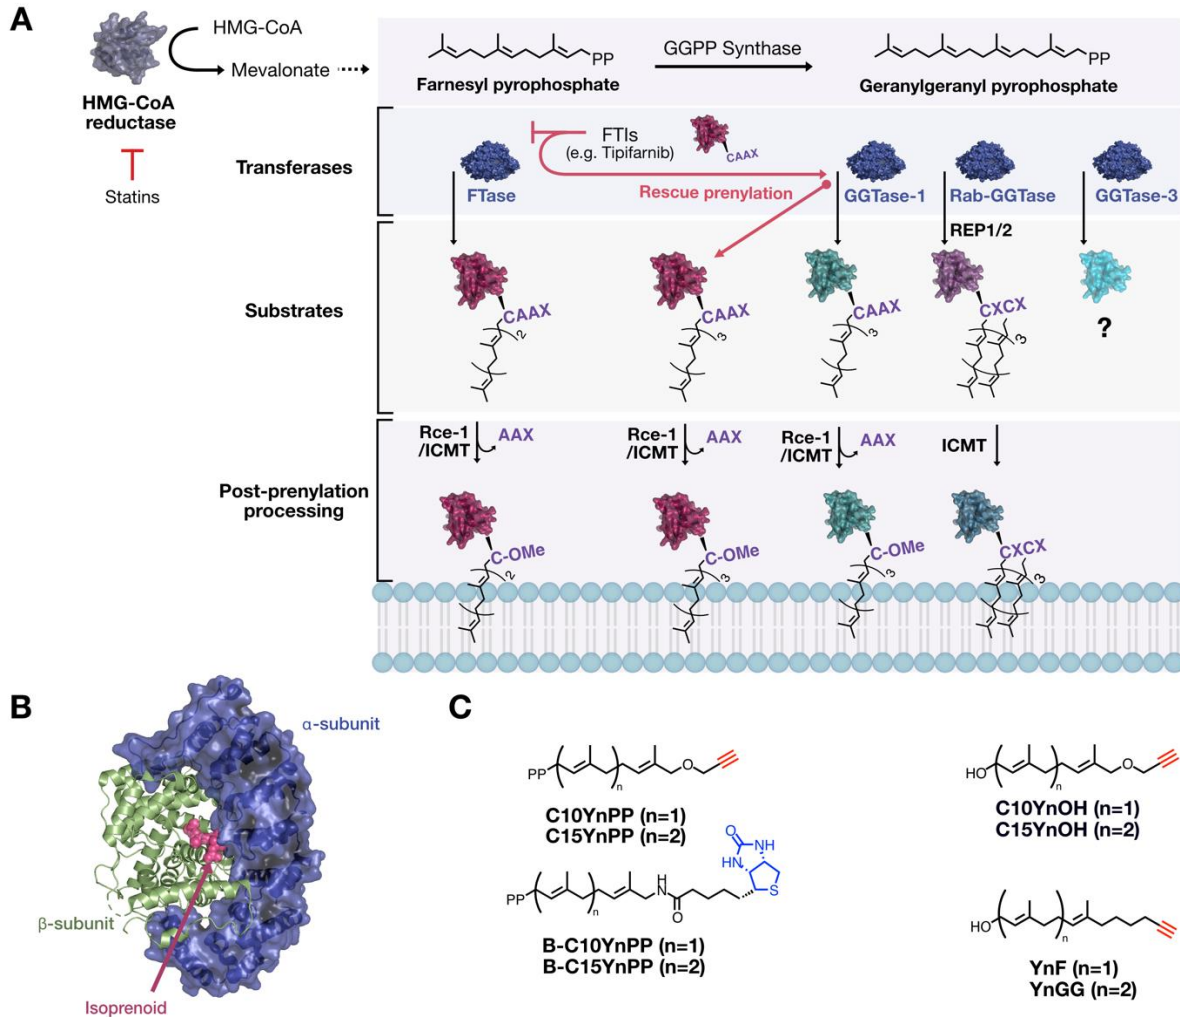 A
HMG-CoA
Mevalonate
HMG-CoA
reductase
Statins
PP
Farnesyl pyrophosphate
GGPP Synthase
PP
Geranylgeranyl pyrophosphate
Transferases
FTIs
(e.g. Tipifarnib)
CAAX
Rescue prenylation
FTase
GGTase-1
Rab-GGTase
GGTase-3
REP1/2
Substrates
CAAX
2
CAAX
3
CAAX
3
CXCX
3
?
Post-prenylation
processing
Rce-1
/ICMT
AAX
Rce-1
/ICMT
AAX
Rce-1
/ICMT
AAX
ICMT
C-OMe
2
C-OMe
3
C-OMe
3
CXCX
3
B
α-subunit
β-subunit
Isoprenoid
C
PP
n
O
C10YnPP (n=1)
C15YnPP (n=2)
PP
n
H
N
O
O
NH
HN
S
B-C10YnPP (n=1)
B-C15YnPP (n=2)
HO
n
O
C10YnOH (n=1)
C15YnOH (n=2)
HO
n
YnF (n=1)
YnGG (n=2)